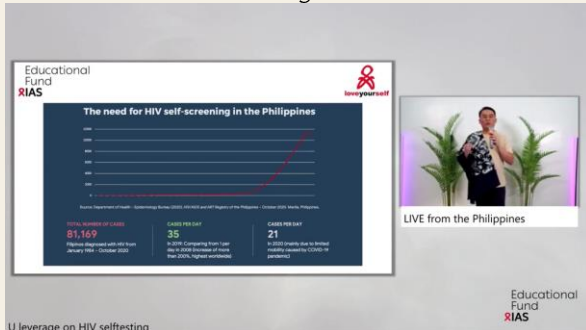 Educational
Fund
IAS
loveyourself
The need for HIV self-screening in the Philippines
TOTAL NUMBER OF CASES
81,169
Filipinos diagnosed with HIV from
January 1984 - October 2020
CASES PER DAY
35
In 2019: Comparing from 1 per
day in 2008 (increase of more
than 200%, highest worldwide)
CASES PER DAY
21
In 2020 (mainly due to limited
mobility caused by COVID-19
pandemic)
LIVE from the Philippines
Educational
Fund
IAS
U leverage on HIV selftesting